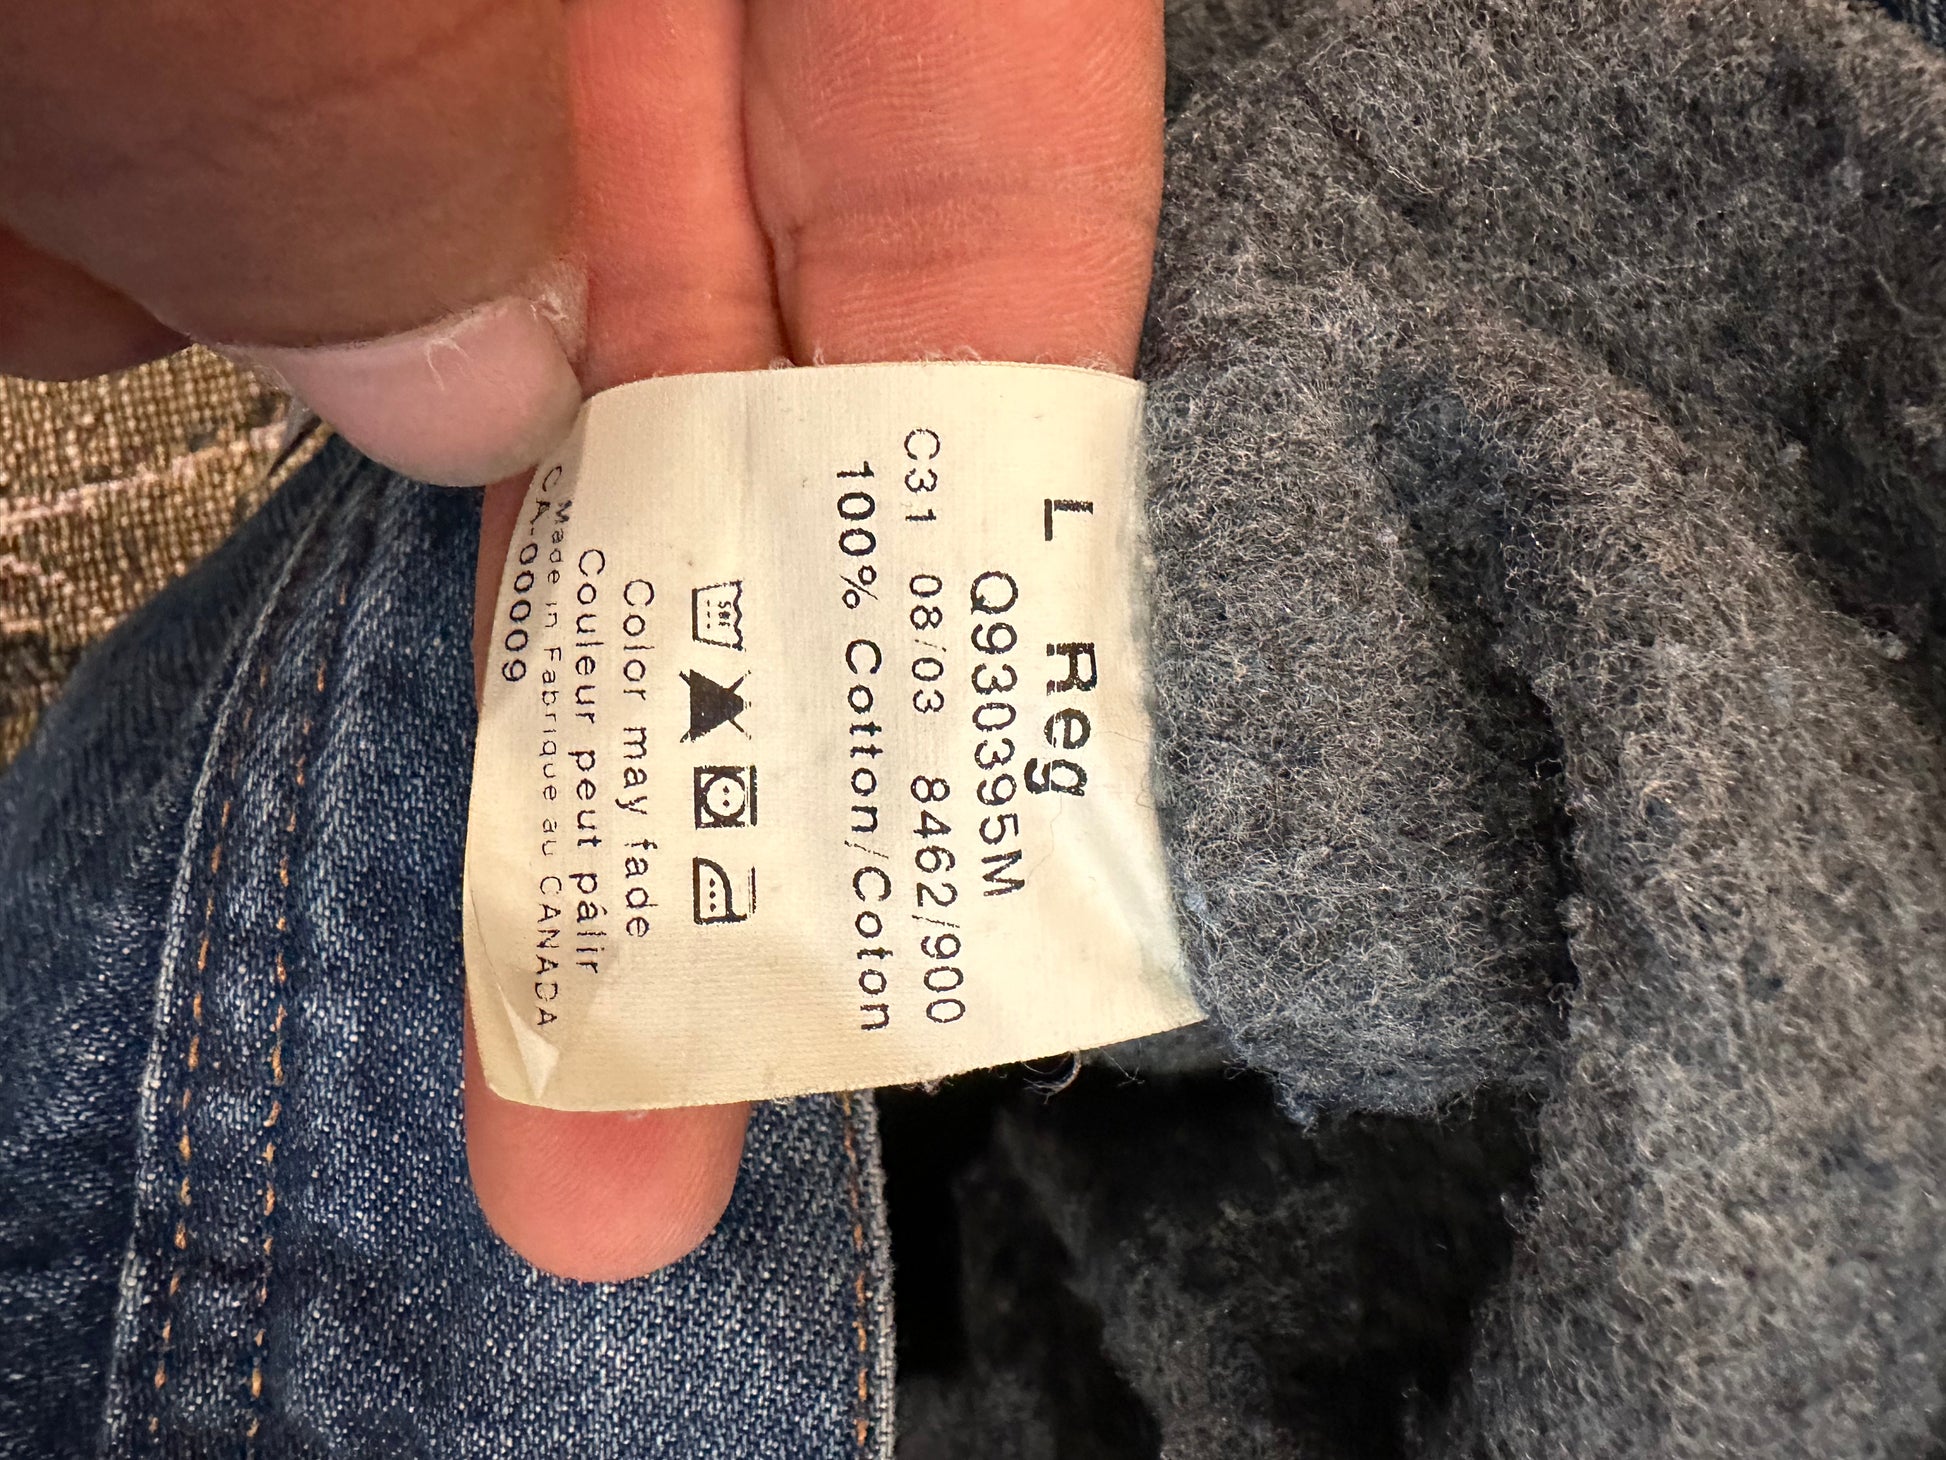 L Reg
Q930395M
C31 08/03 8462/900
100% Cotton/Coton
Color may fade
Couleur peut pâlir
Made in Fabrique au CANADA
CA-00009